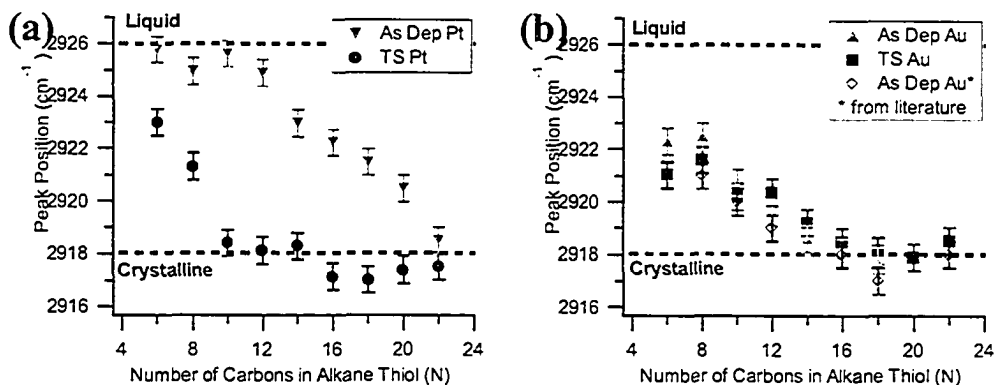 (a)
Liquid
As Dep Pt
TS Pt
2926
2924
2922
2920
2918
2916
Peak Position (cm⁻¹)
Crystalline
4
8
12
16
20
24
Number of Carbons in Alkane Thiol (N)
(b)
Liquid
As Dep Au
TS Au
As Dep Au*
* from literature
2926
2924
2922
2920
2918
2916
Peak Position (cm⁻¹)
Crystalline
4
8
12
16
20
24
Number of Carbons in Alkane Thiol (N)